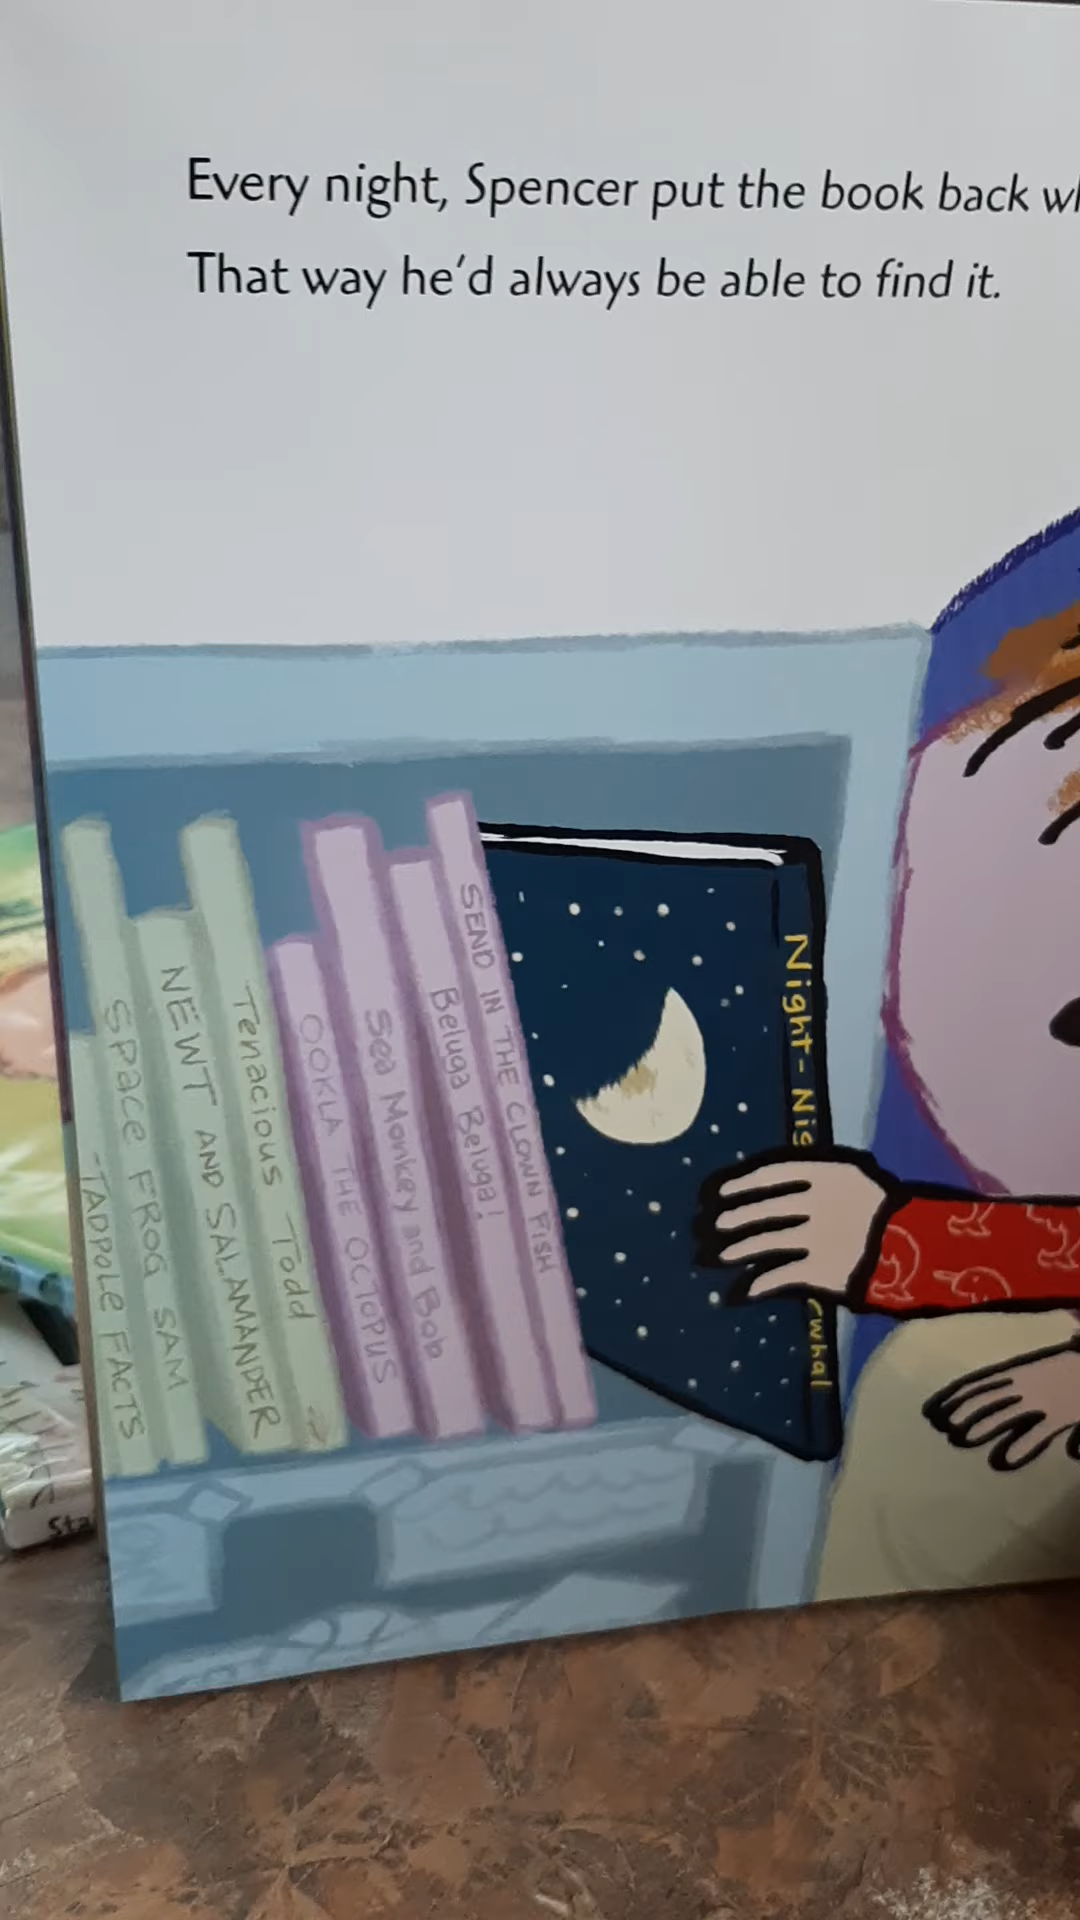 Every night, Spencer put the book back
That way he'd always be able to find it.
-TADPOLE FACTS
SPACE FROG SAM
NEWT AND SALAMANDER
Tenacious Todd
OOKLA THE OCTOPUS
Sea Monkey and Bob
Beluga Beluga!
SEND IN THE CLOWN FISH
Night-